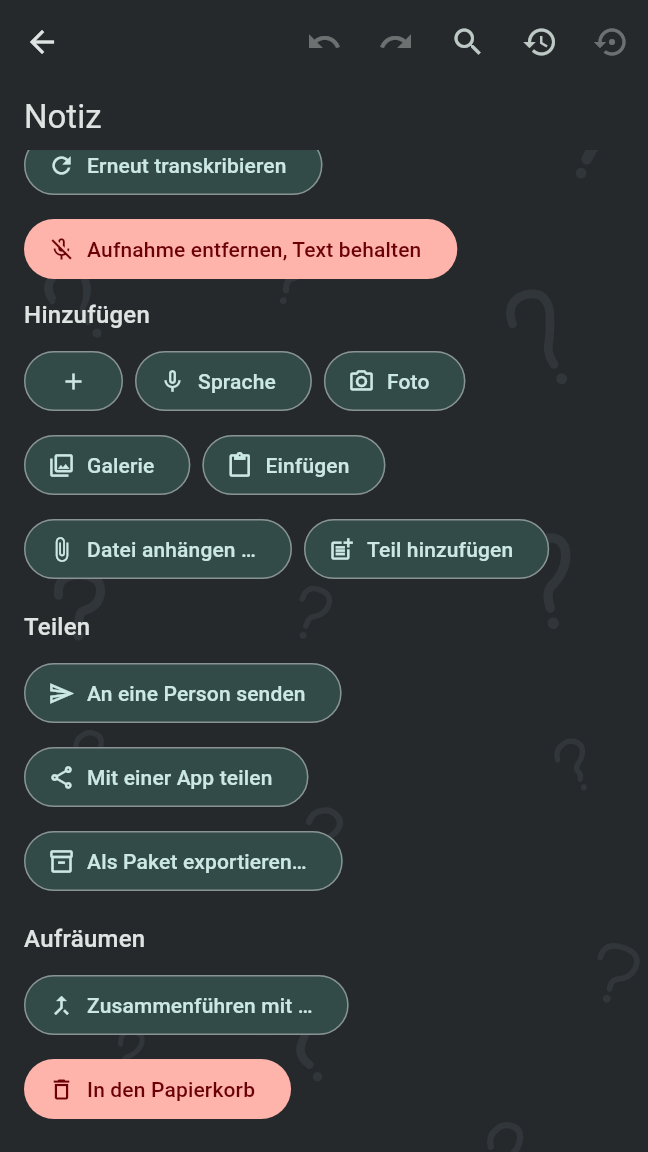 Notiz
Erneut transkribieren
Aufnahme entfernen, Text behalten
Hinzufügen
Sprache
Foto
Galerie
Einfügen
Datei anhängen ...
Teil hinzufügen
Teilen
An eine Person senden
Mit einer App teilen
Als Paket exportieren...
Aufräumen
Zusammenführen mit ...
In den Papierkorb